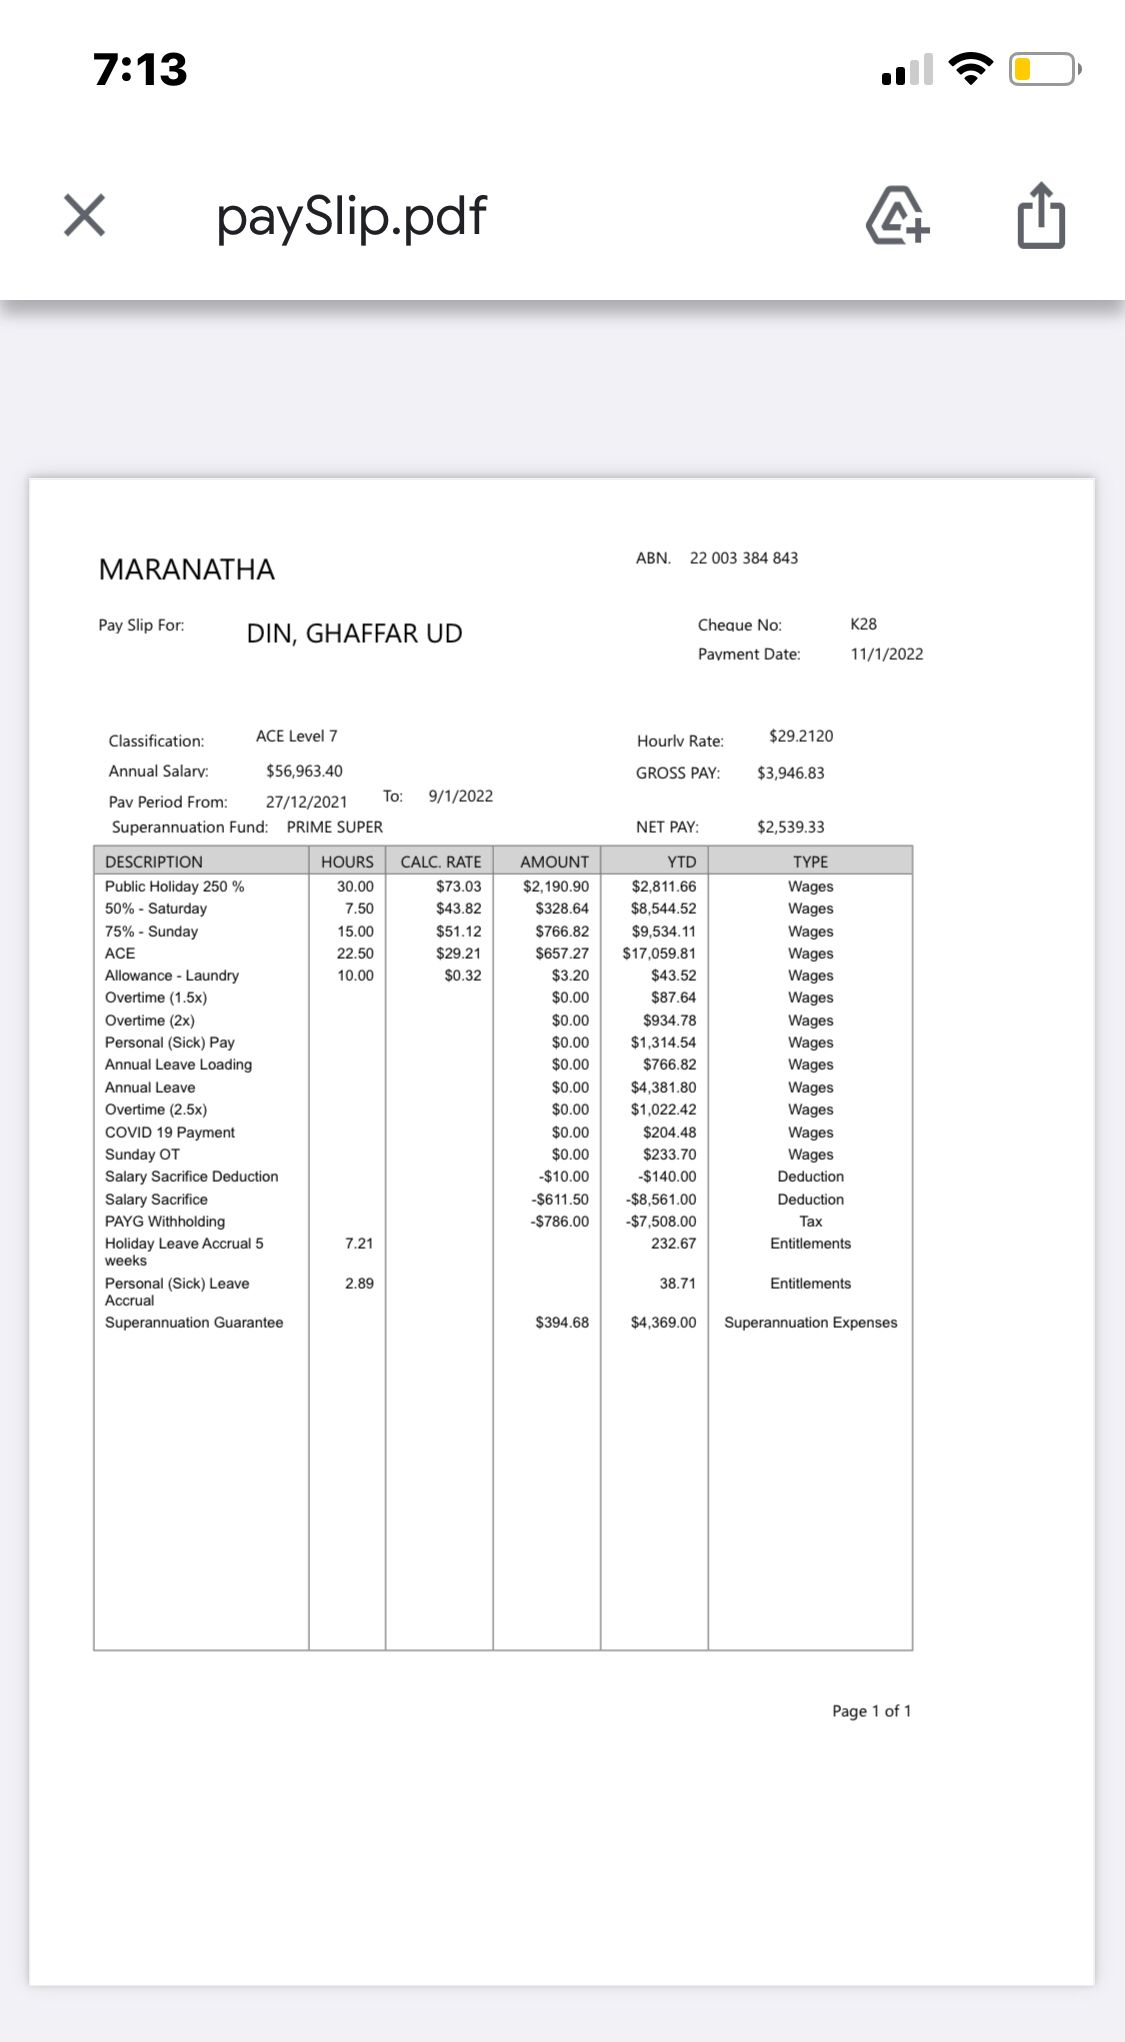 7:13
paySlip.pdf
MARANATHA
ABN. 22 003 384 843
Pay Slip For: DIN, GHAFFAR UD
Cheque No: K28
Payment Date: 11/1/2022
Classification: ACE Level 7
Hourly Rate: $29.2120
Annual Salary: $56,963.40
GROSS PAY: $3,946.83
Pay Period From: 27/12/2021 To: 9/1/2022
Superannuation Fund: PRIME SUPER
NET PAY: $2,539.33
DESCRIPTION HOURS CALC. RATE AMOUNT YTD TYPE
Public Holiday 250 % 30.00 $73.03 $2,190.90 $2,811.66 Wages
50% - Saturday 7.50 $43.82 $328.64 $8,544.52 Wages
75% - Sunday 15.00 $51.12 $766.82 $9,534.11 Wages
ACE 22.50 $29.21 $657.27 $17,059.81 Wages
Allowance - Laundry 10.00 $0.32 $3.20 $43.52 Wages
Overtime (1.5x) $0.00 $87.64 Wages
Overtime (2x) $0.00 $934.78 Wages
Personal (Sick) Pay $0.00 $1,314.54 Wages
Annual Leave Loading $0.00 $766.82 Wages
Annual Leave $0.00 $4,381.80 Wages
Overtime (2.5x) $0.00 $1,022.42 Wages
COVID 19 Payment $0.00 $204.48 Wages
Sunday OT $0.00 $233.70 Wages
Salary Sacrifice Deduction -$10.00 -$140.00 Deduction
Salary Sacrifice -$611.50 -$8,561.00 Deduction
PAYG Withholding -$786.00 -$7,508.00 Tax
Holiday Leave Accrual 5 7.21 232.67 Entitlements
weeks
Personal (Sick) Leave 2.89 38.71 Entitlements
Accrual
Superannuation Guarantee $394.68 $4,369.00 Superannuation Expenses
Page 1 of 1